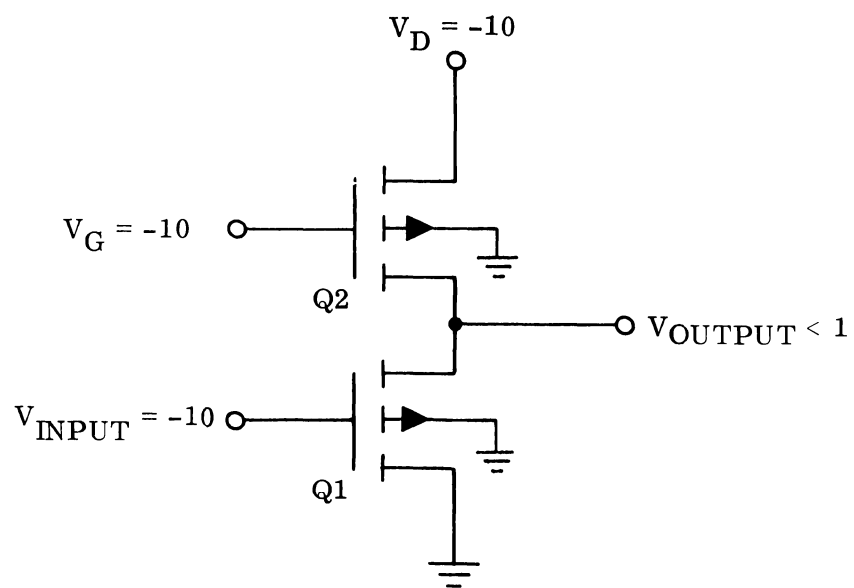 V_D = -10
V_G = -10
Q2
V_OUTPUT < 1
V_INPUT = -10
Q1